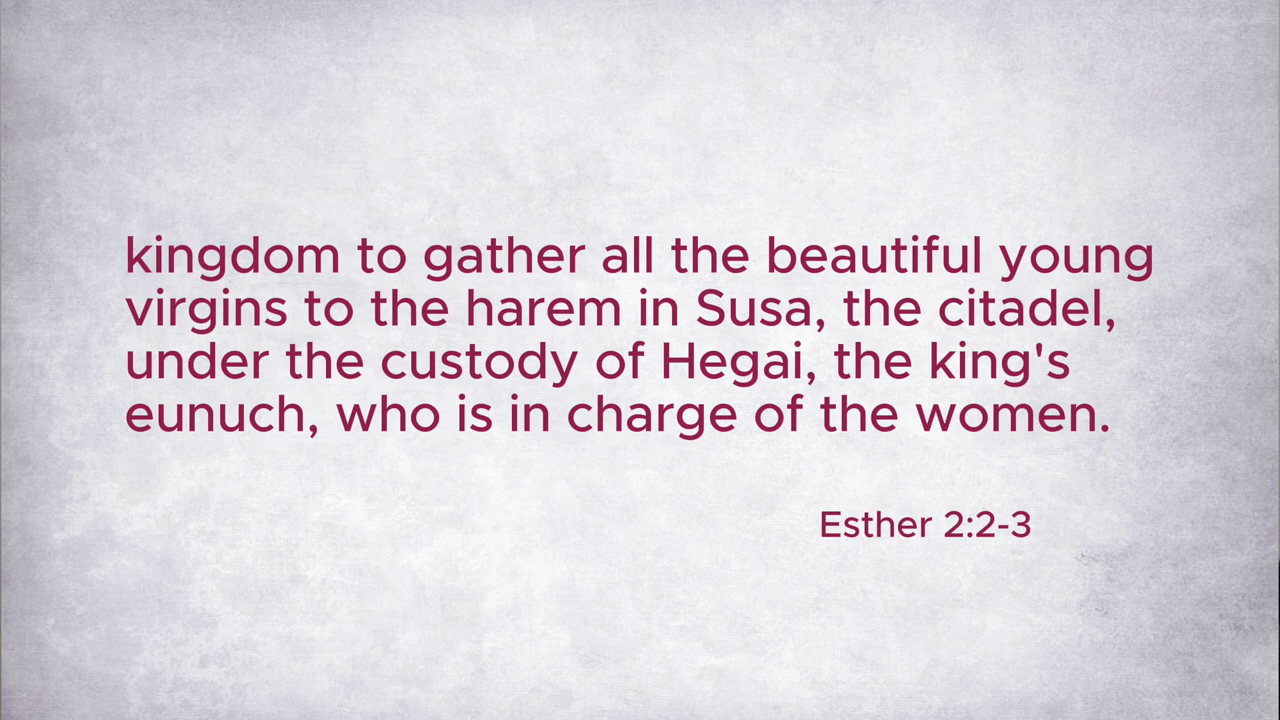 kingdom to gather all the beautiful young
virgins to the harem in Susa, the citadel,
under the custody of Hegai, the king's
eunuch, who is in charge of the women.
Esther 2:2-3